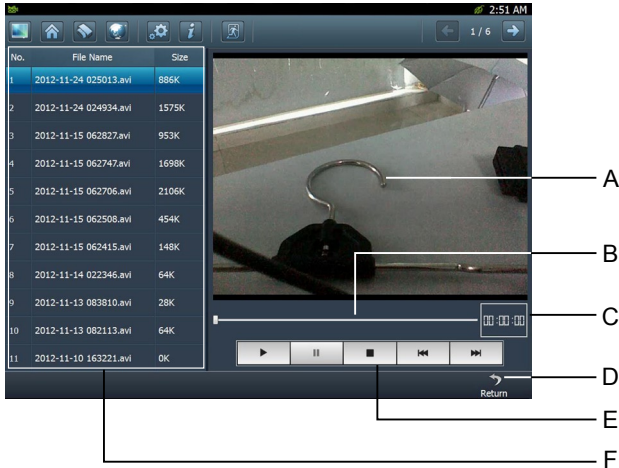 2:51 AM
1 / 6
No. File Name Size
1 2012-11-24 025013.avi 886K
2 2012-11-24 024934.avi 1575K
3 2012-11-15 062827.avi 953K
4 2012-11-15 062747.avi 1698K
5 2012-11-15 062706.avi 2106K
6 2012-11-15 062508.avi 454K
7 2012-11-15 062415.avi 148K
8 2012-11-14 022346.avi 64K
9 2012-11-13 083810.avi 28K
10 2012-11-13 082113.avi 64K
11 2012-11-10 163221.avi 0K
00:00:00
Return
A
B
C
D
E
F